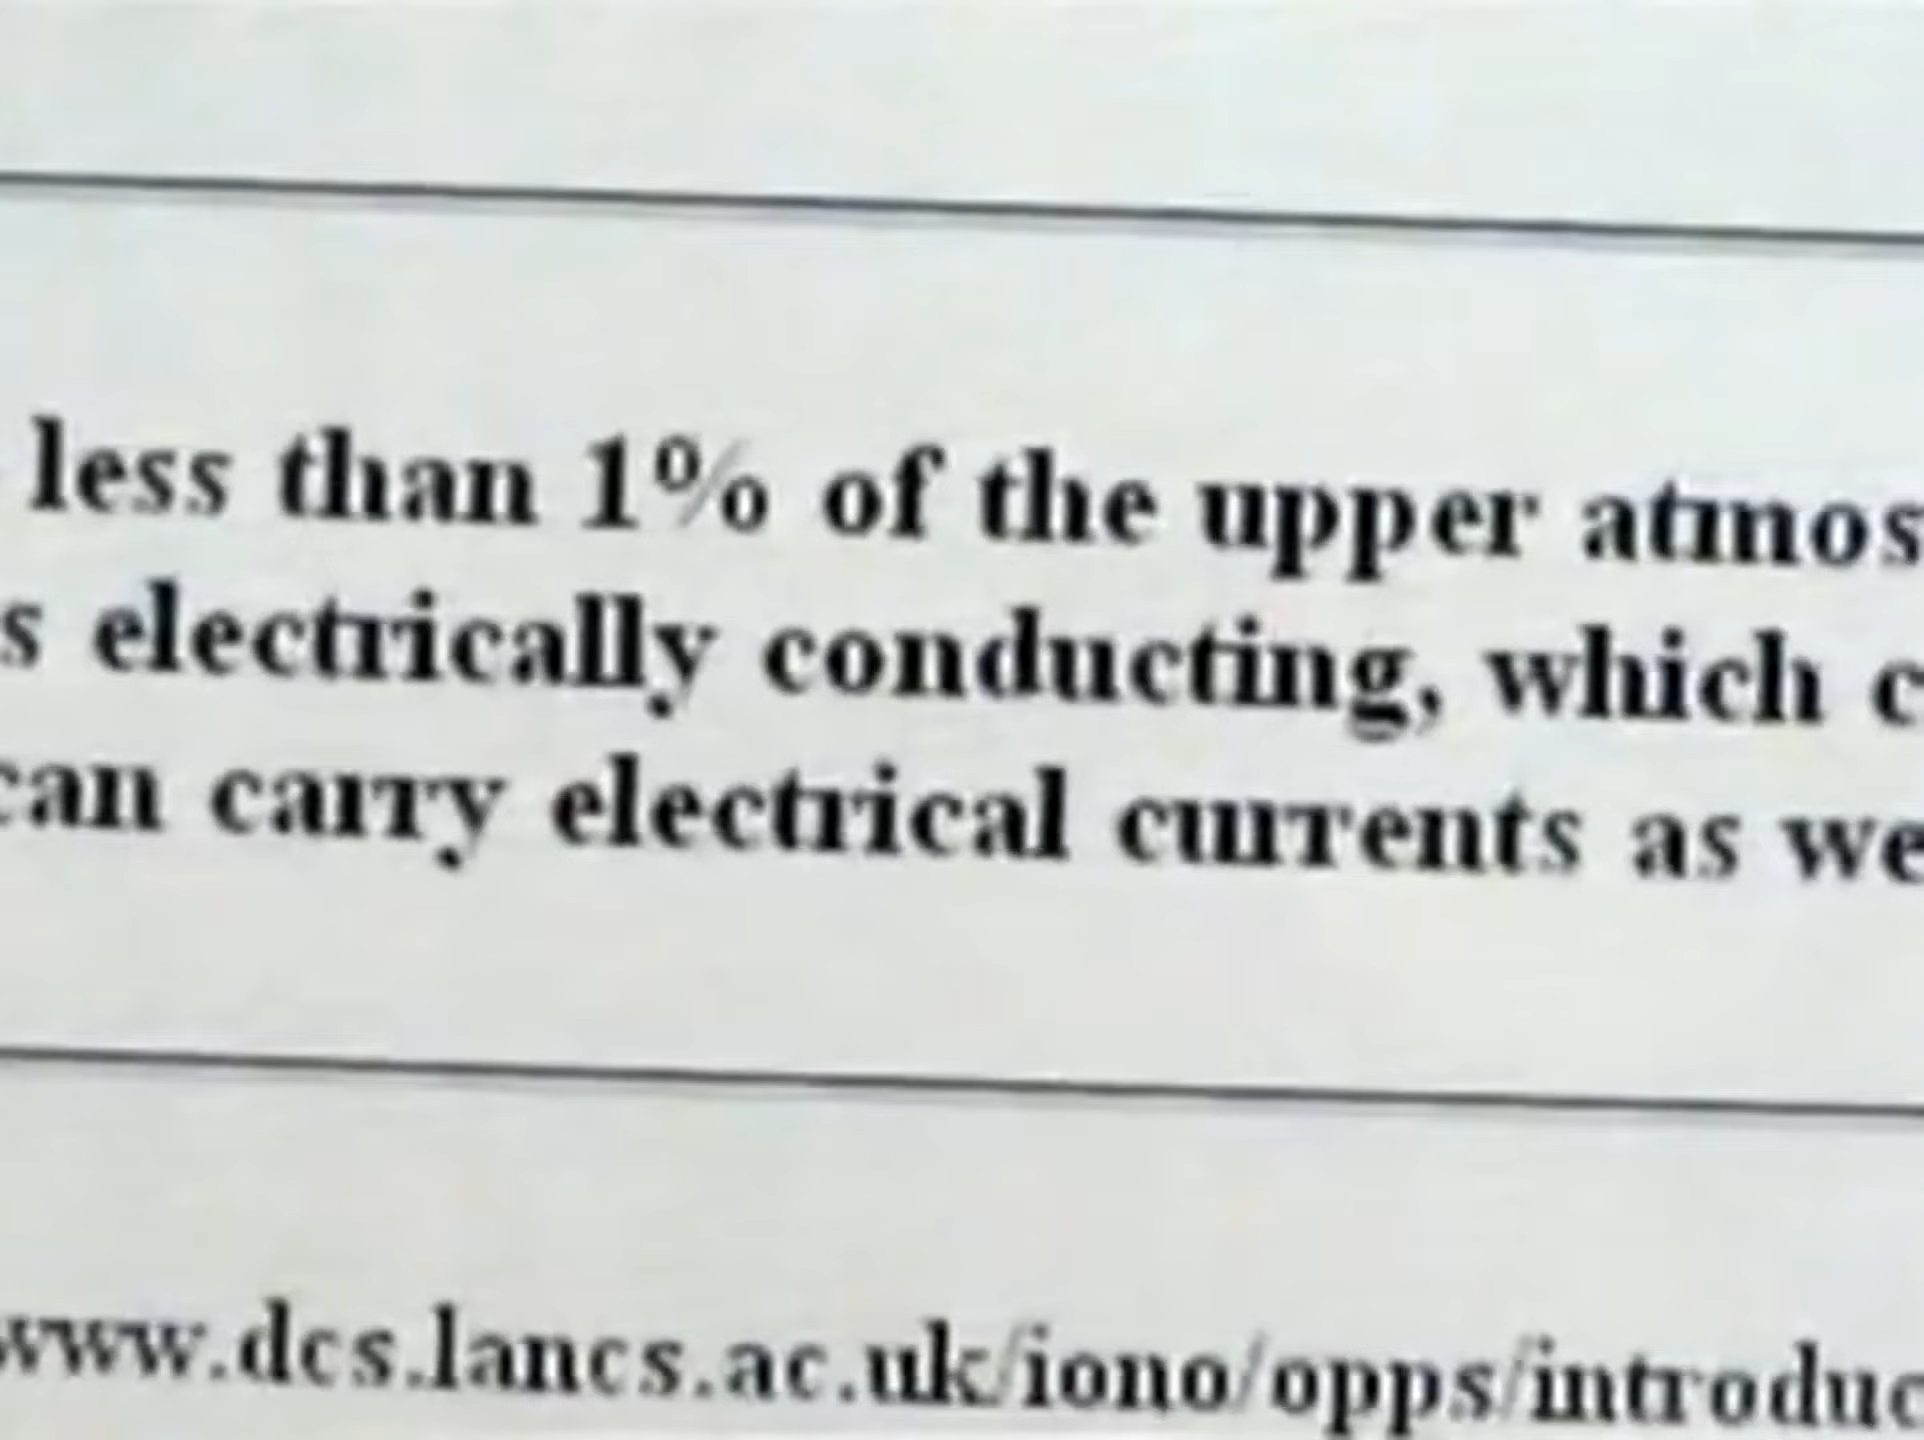 less than 1% of the upper atmos
s electrically conducting, which c
can carry electrical currents as we
www.dcs.lancs.ac.uk/iono/opps/introduc